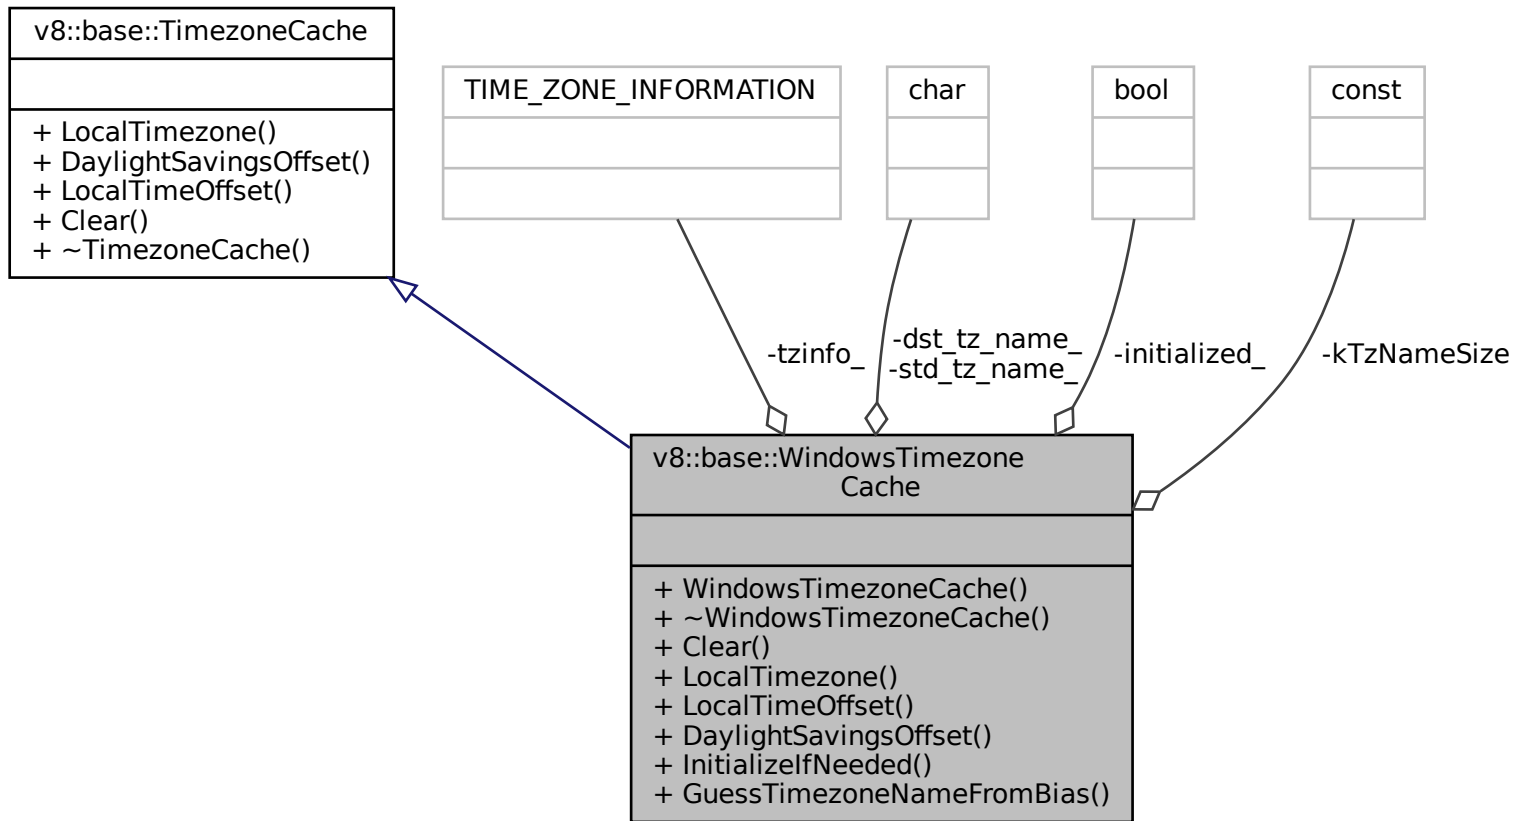 v8::base::TimezoneCache
+ LocalTimezone()
+ DaylightSavingsOffset()
+ LocalTimeOffset()
+ Clear()
+ ~TimezoneCache()
TIME_ZONE_INFORMATION
char
bool
const
-tzinfo_
-dst_tz_name_
-std_tz_name_
-initialized_
-kTzNameSize
v8::base::WindowsTimezone
Cache
+ WindowsTimezoneCache()
+ ~WindowsTimezoneCache()
+ Clear()
+ LocalTimezone()
+ LocalTimeOffset()
+ DaylightSavingsOffset()
+ InitializeIfNeeded()
+ GuessTimezoneNameFromBias()